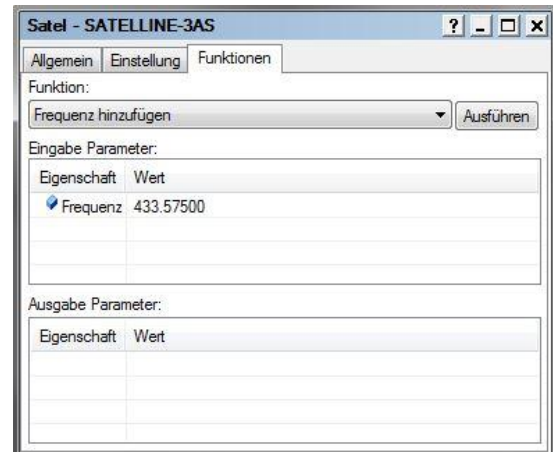 Satel - SATELLINE-3AS
Allgemein Einstellung Funktionen
Funktion:
Frequenz hinzufügen Ausführen
Eingabe Parameter:
Eigenschaft Wert
Frequenz 433.57500
Ausgabe Parameter:
Eigenschaft Wert